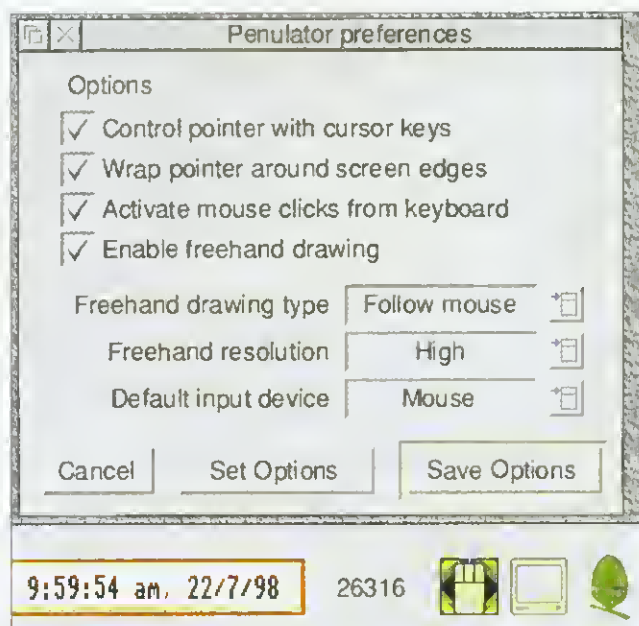 Penulator preferences
Options
Control pointer with cursor keys
Wrap pointer around screen edges
Activate mouse clicks from keyboard
Enable freehand drawing
Freehand drawing type Follow mouse
Freehand resolution High
Default input device Mouse
Cancel Set Options Save Options
9:59:54 am, 22/7/98 26316